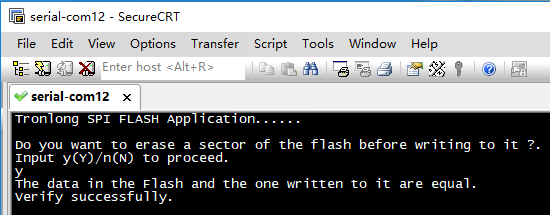 serial-com12 - SecureCRT
File Edit View Options Transfer Script Tools Window Help
Enter host <Alt+R>
serial-com12
Tronlong SPI FLASH Application......
Do you want to erase a sector of the flash before writing to it ?.
Input y(Y)/n(N) to proceed.
y
The data in the Flash and the one written to it are equal.
Verify successfully.